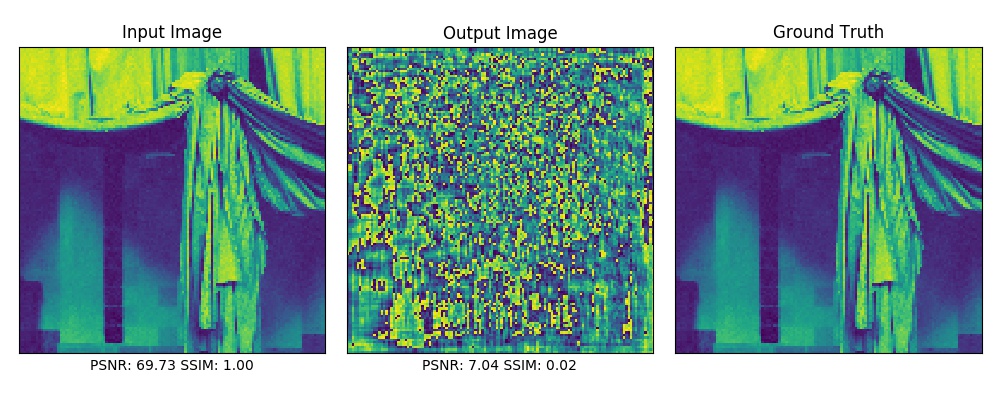 Input Image
Output Image
Ground Truth
PSNR: 69.73 SSIM: 1.00
PSNR: 7.04 SSIM: 0.02